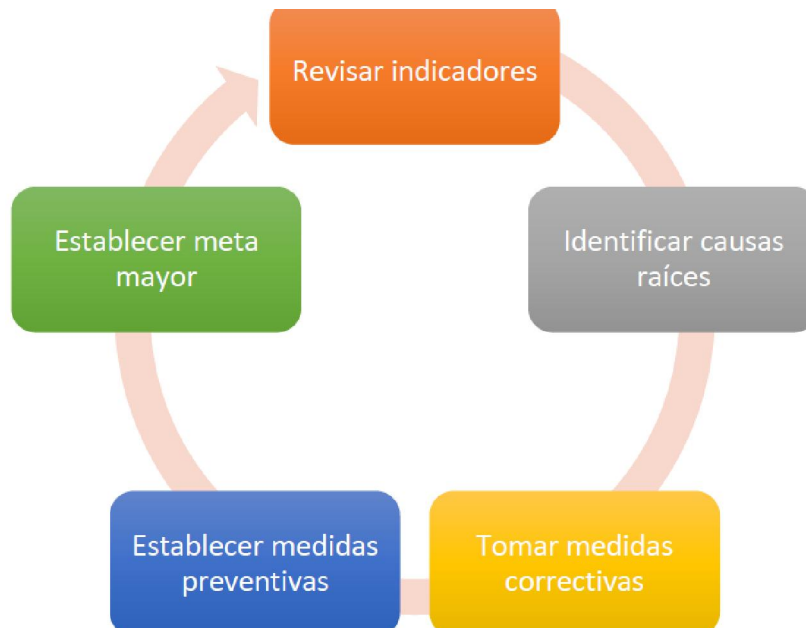 Revisar indicadores
Identificar causas
raíces
Tomar medidas
correctivas
Establecer medidas
preventivas
Establecer meta
mayor